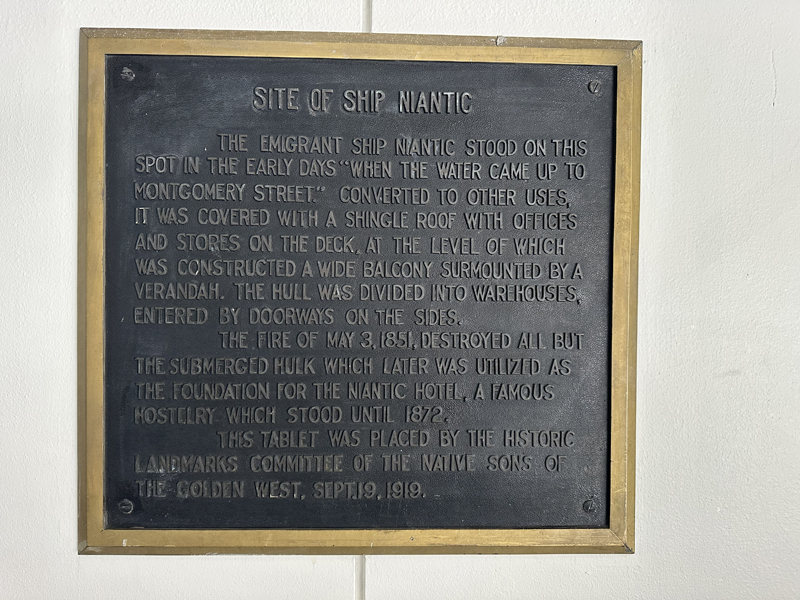 SITE OF SHIP NIANTIC
THE EMIGRANT SHIP NIANTIC STOOD ON THIS
SPOT IN THE EARLY DAYS "WHEN THE WATER CAME UP TO
MONTGOMERY STREET." CONVERTED TO OTHER USES,
IT WAS COVERED WITH A SHINGLE ROOF WITH OFFICES
AND STORES ON THE DECK, AT THE LEVEL OF WHICH
WAS CONSTRUCTED A WIDE BALCONY SURMOUNTED BY A
VERANDAH. THE HULL WAS DIVIDED INTO WAREHOUSES,
ENTERED BY DOORWAYS ON THE SIDES.
THE FIRE OF MAY 3, 1851, DESTROYED ALL BUT
THE SUBMERGED HULK WHICH LATER WAS UTILIZED AS
THE FOUNDATION FOR THE NIANTIC HOTEL, A FAMOUS
HOSTELRY WHICH STOOD UNTIL 1872.
THIS TABLET WAS PLACED BY THE HISTORIC
LANDMARKS COMMITTEE OF THE NATIVE SONS OF
THE GOLDEN WEST, SEPT.19, 1919.